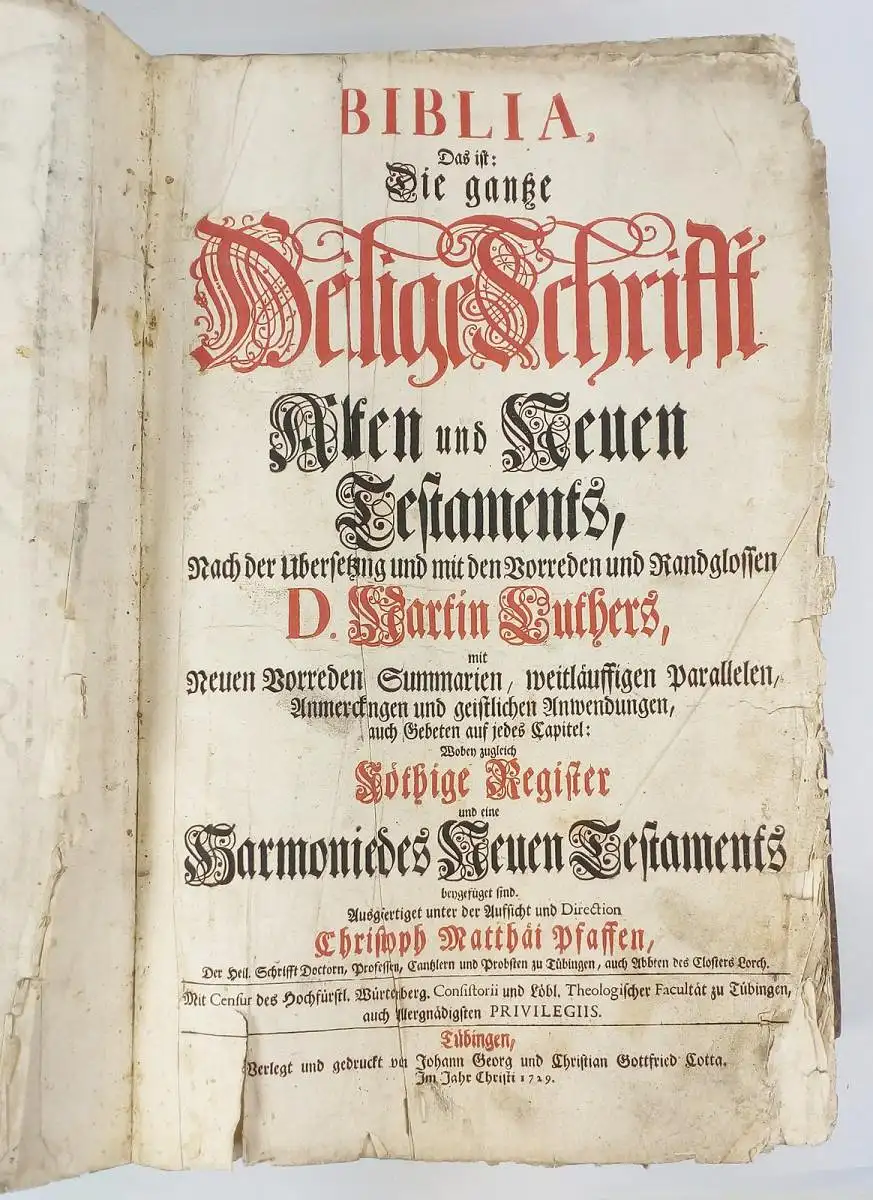 BIBLIA,
Das ist:
Die gantze
Heilige Schrifft
Alten und Neuen
Testaments,
Nach der Ubersetzng und mit den Vorreden und Randglossen
D. Martin Luthers,
mit
Neuen Vorreden Summarien, weitläuffigen Parallelen,
Anmerckngen und geistlichen Anwendungen,
auch Gebeten auf jedes Capitel:
Wobey zugleich
Nöthige Register
und eine
Harmonie des Neuen Testaments
beygefüget sind.
Ausgfertiget unter der Aufsicht und Direction
Christoph Matthäi Pfaffen,
Der Heil. Schrifft Doctorn, Professen, Cantzlern und Probsten zu Tübingen, auch Abbten des Closters Lorch.
Mit Censur des Hochfürstl. Würtenberg. Consistorii und Löbl. Theologischer Facultät zu Tübingen,
auch allergnädigsten PRIVILEGIIS.
Tübingen,
Verlegt und gedruckt von Johann Georg und Christian Gottfried Cotta.
Im Jahr Christi 1729.